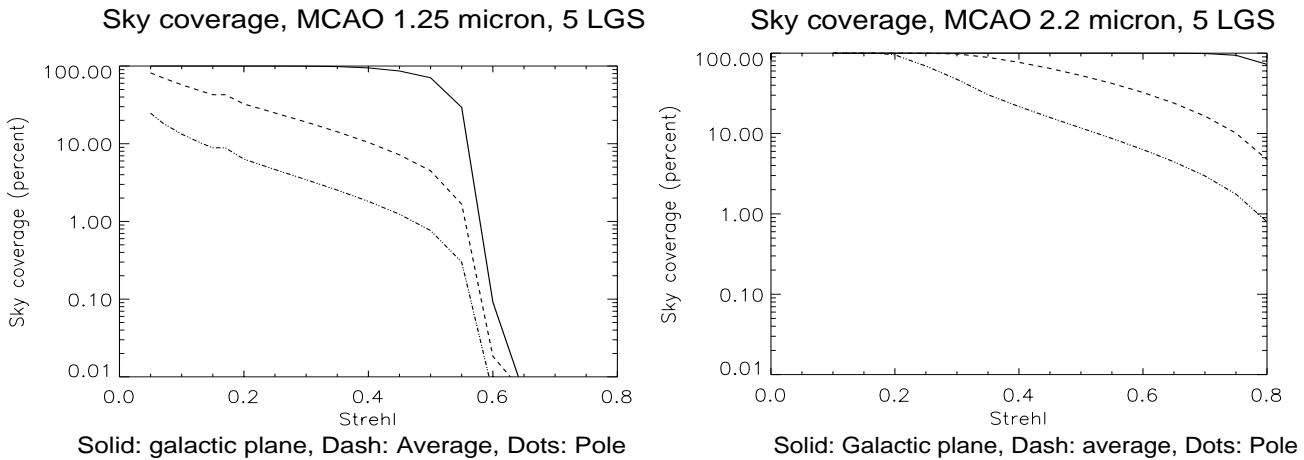 Sky coverage, MCAO 1.25 micron, 5 LGS
Sky coverage (percent)
100.00
10.00
1.00
0.10
0.01
0.0 0.2 0.4 0.6 0.8
Strehl
Solid: galactic plane, Dash: Average, Dots: Pole
Sky coverage, MCAO 2.2 micron, 5 LGS
Sky coverage (percent)
100.00
10.00
1.00
0.10
0.01
0.0 0.2 0.4 0.6 0.8
Strehl
Solid: Galactic plane, Dash: average, Dots: Pole